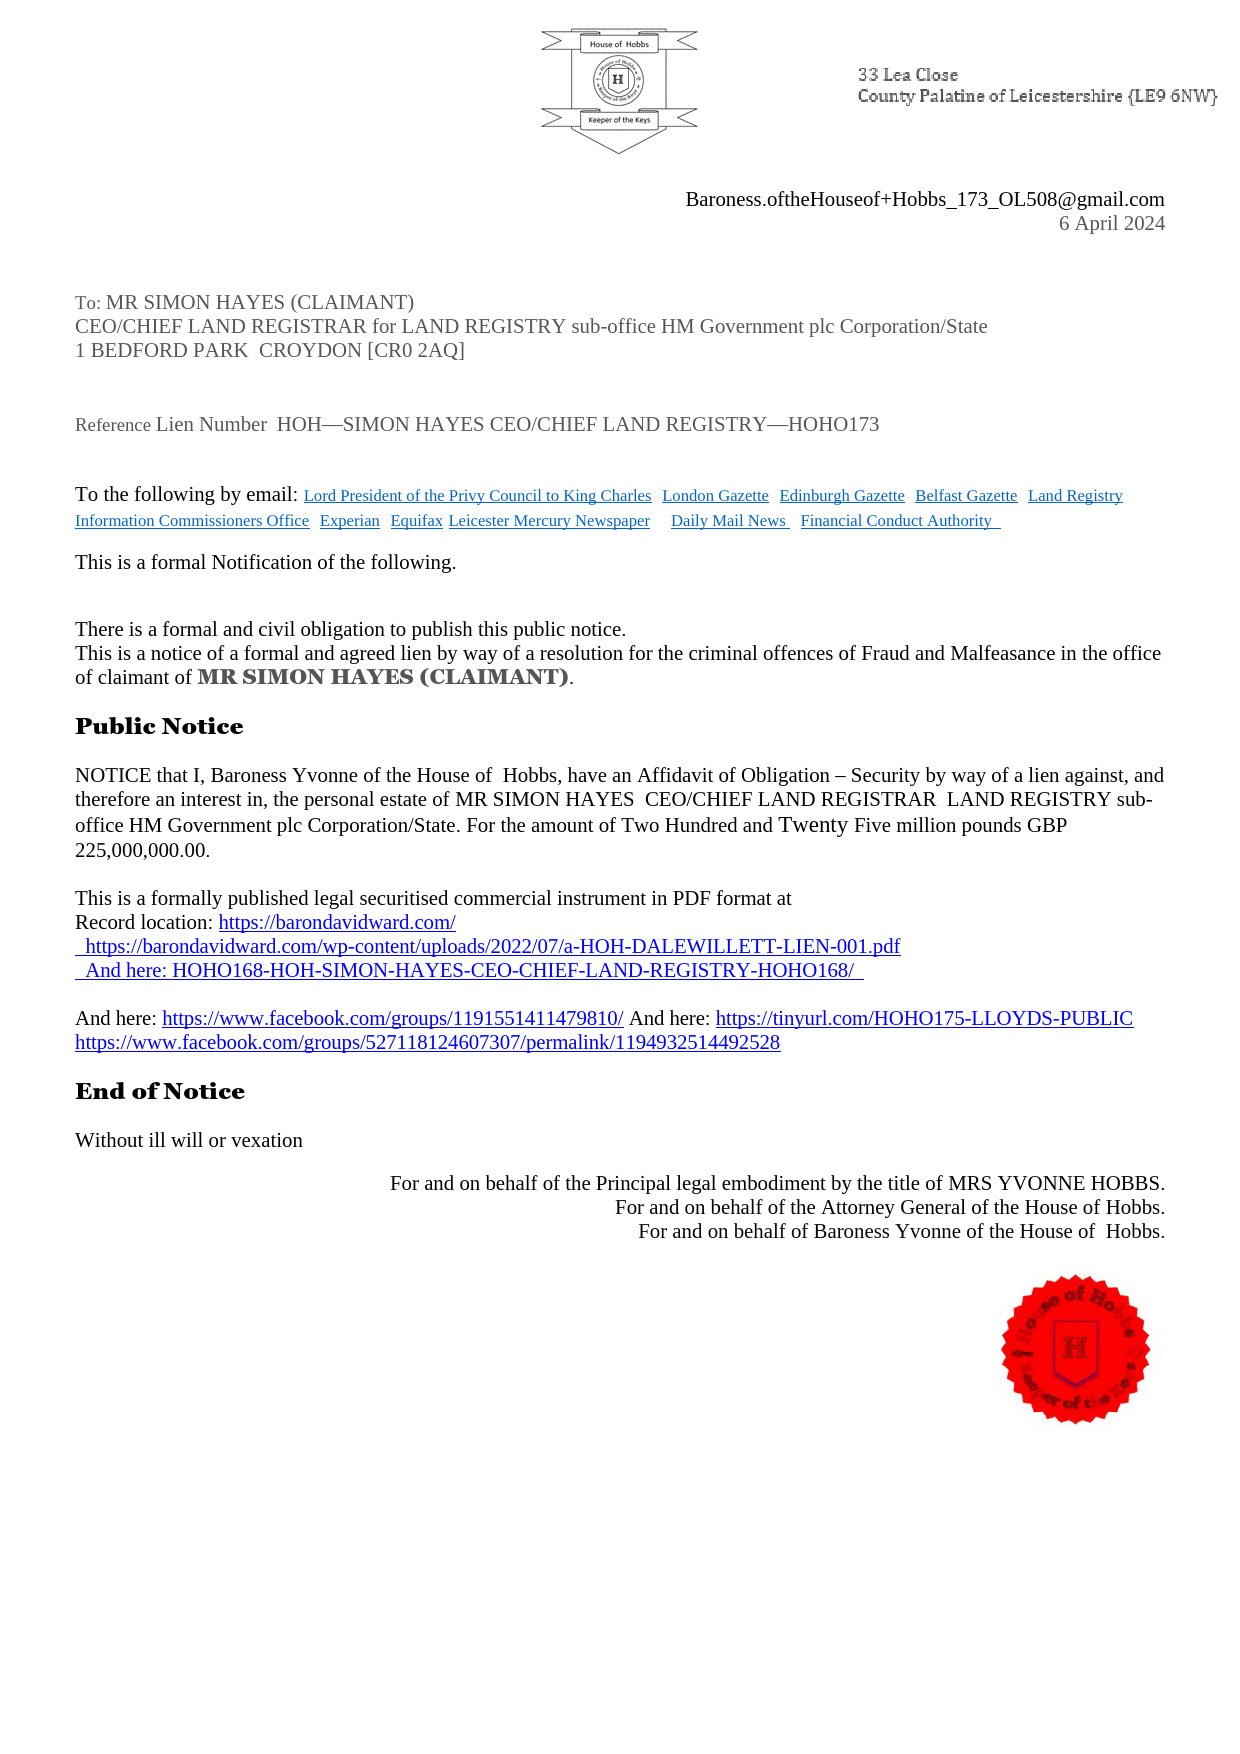 House of Hobbs
House of Hobbs
H
Keeper of the Keys
Keeper of the Keys
33 Lea Close
County Palatine of Leicestershire {LE9 6NW}
Baroness.oftheHouseof+Hobbs_173_OL508@gmail.com
6 April 2024
To: MR SIMON HAYES (CLAIMANT)
CEO/CHIEF LAND REGISTRAR for LAND REGISTRY sub-office HM Government plc Corporation/State
1 BEDFORD PARK CROYDON [CR0 2AQ]
Reference Lien Number HOH—SIMON HAYES CEO/CHIEF LAND REGISTRY—HOHO173
To the following by email: Lord President of the Privy Council to King Charles London Gazette Edinburgh Gazette Belfast Gazette Land Registry
Information Commissioners Office Experian Equifax Leicester Mercury Newspaper Daily Mail News Financial Conduct Authority
This is a formal Notification of the following.
There is a formal and civil obligation to publish this public notice.
This is a notice of a formal and agreed lien by way of a resolution for the criminal offences of Fraud and Malfeasance in the office
of claimant of MR SIMON HAYES (CLAIMANT).
Public Notice
NOTICE that I, Baroness Yvonne of the House of Hobbs, have an Affidavit of Obligation – Security by way of a lien against, and
therefore an interest in, the personal estate of MR SIMON HAYES CEO/CHIEF LAND REGISTRAR LAND REGISTRY sub-
office HM Government plc Corporation/State. For the amount of Two Hundred and Twenty Five million pounds GBP
225,000,000.00.
This is a formally published legal securitised commercial instrument in PDF format at
Record location: https://barondavidward.com/
https://barondavidward.com/wp-content/uploads/2022/07/a-HOH-DALEWILLETT-LIEN-001.pdf
And here: HOHO168-HOH-SIMON-HAYES-CEO-CHIEF-LAND-REGISTRY-HOHO168/
And here: https://www.facebook.com/groups/1191551411479810/ And here: https://tinyurl.com/HOHO175-LLOYDS-PUBLIC
https://www.facebook.com/groups/527118124607307/permalink/1194932514492528
End of Notice
Without ill will or vexation
For and on behalf of the Principal legal embodiment by the title of MRS YVONNE HOBBS.
For and on behalf of the Attorney General of the House of Hobbs.
For and on behalf of Baroness Yvonne of the House of Hobbs.
House of Hobbs
H
Keeper of the Keys